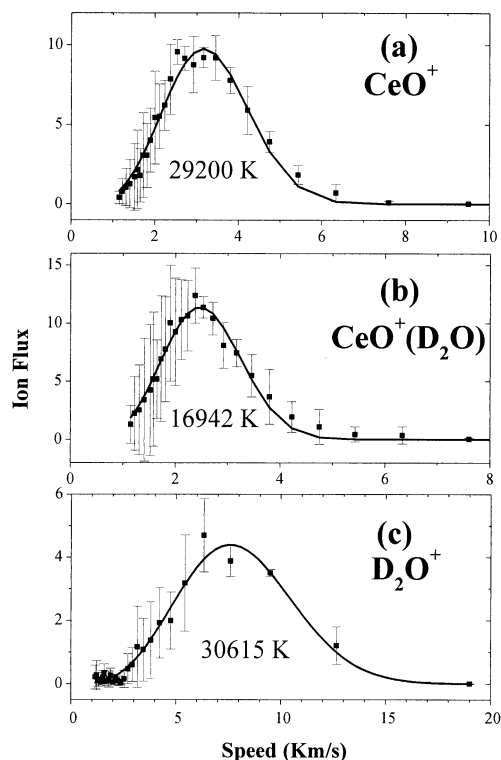 10
5
0
(a)
CeO+
29200 K
0 2 4 6 8 10
15
10
5
0
(b)
CeO+(D2O)
16942 K
0 2 4 6 8
Ion Flux
6
4
2
0
(c)
D2O+
30615 K
0 5 10 15 20
Speed (Km/s)